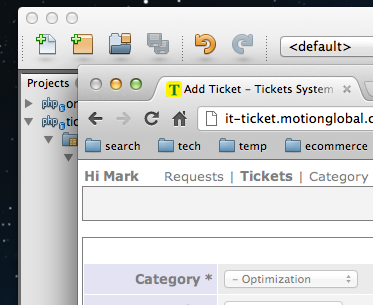 <default>
Projects
php or
php tic
T Add Ticket – Tickets System
it-ticket.motionglobal.c
search tech temp ecommerce
Hi Mark Requests | Tickets | Category
Category * – Optimization